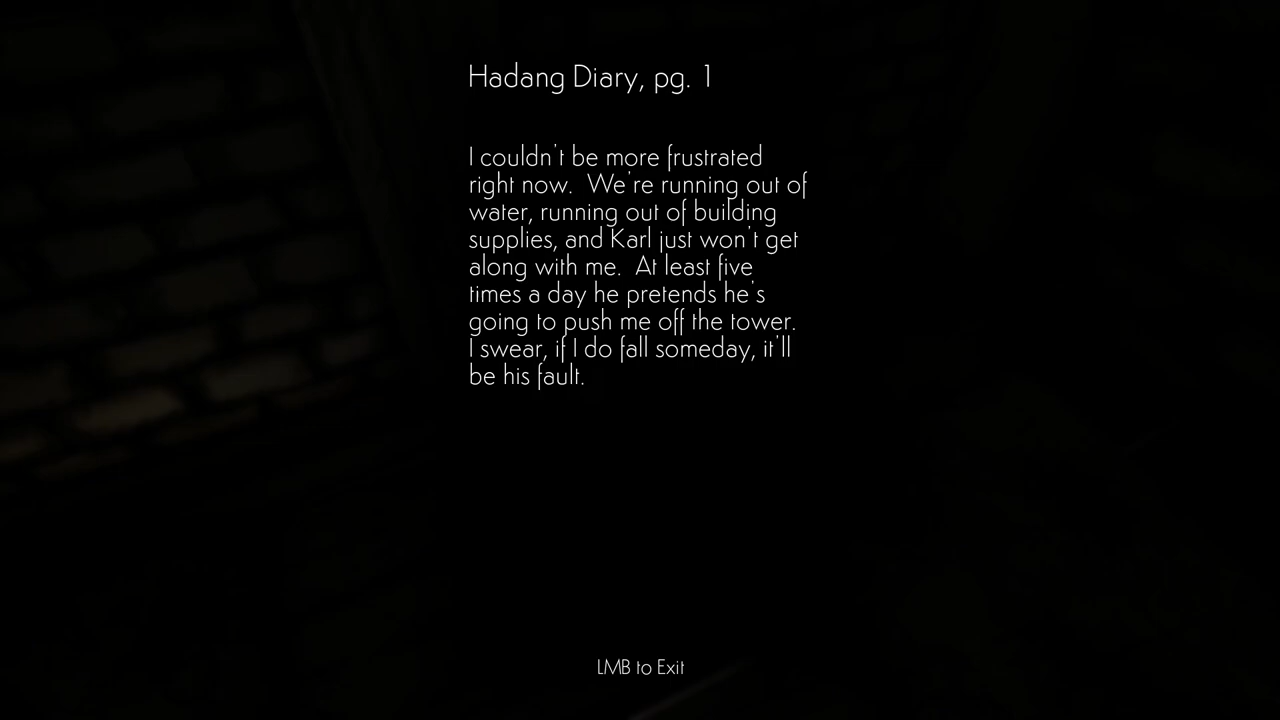 Hadang Diary, pg. 1
I couldn't be more frustrated
right now.  We're running out of
water, running out of building
supplies, and Karl just won't get
along with me.  At least five
times a day he pretends he's
going to push me off the tower.
I swear, if I do fall someday, it'll
be his fault.
LMB to Exit